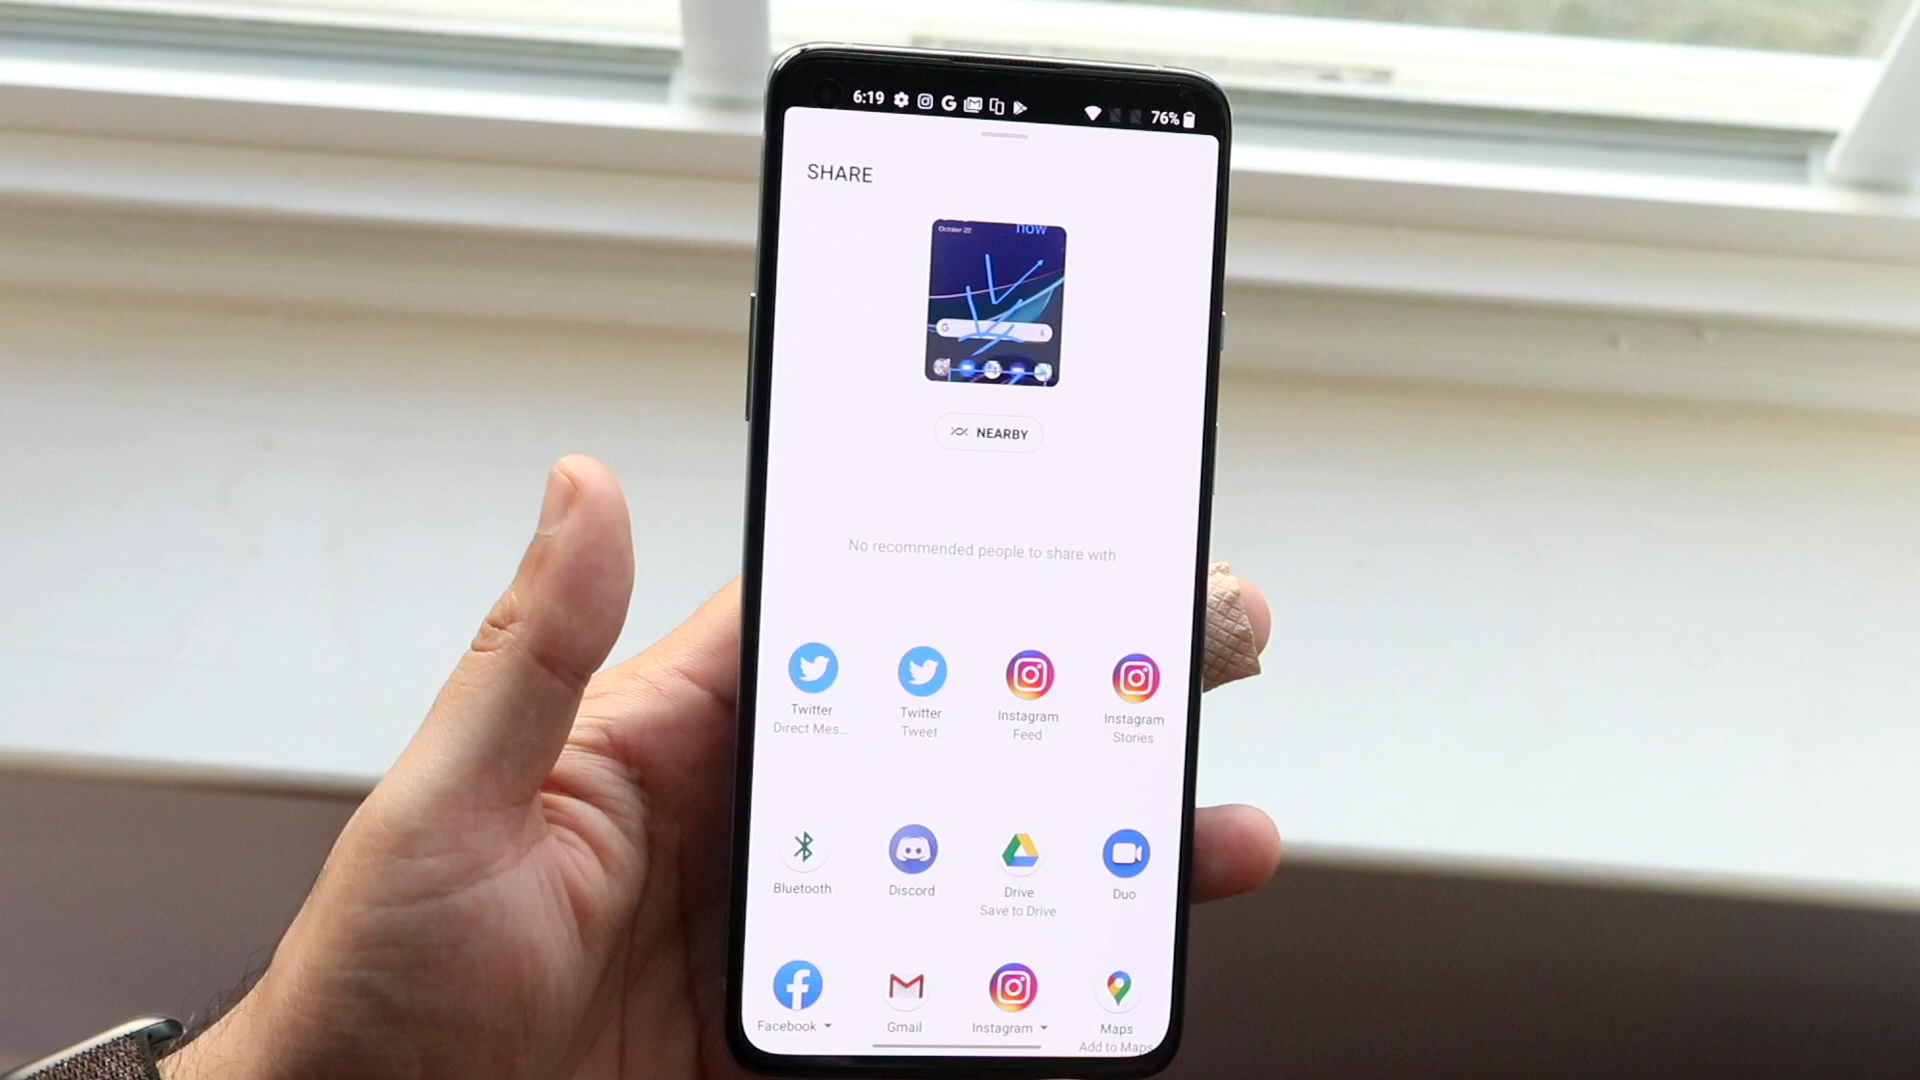 6:19 76%
SHARE
October 22
now
G
NEARBY
No recommended people to share with
Twitter Twitter Instagram Instagram
Direct Mes... Tweet Feed Stories
Bluetooth Discord Drive Duo
Save to Drive
Facebook Gmail Instagram Maps
Add to Maps